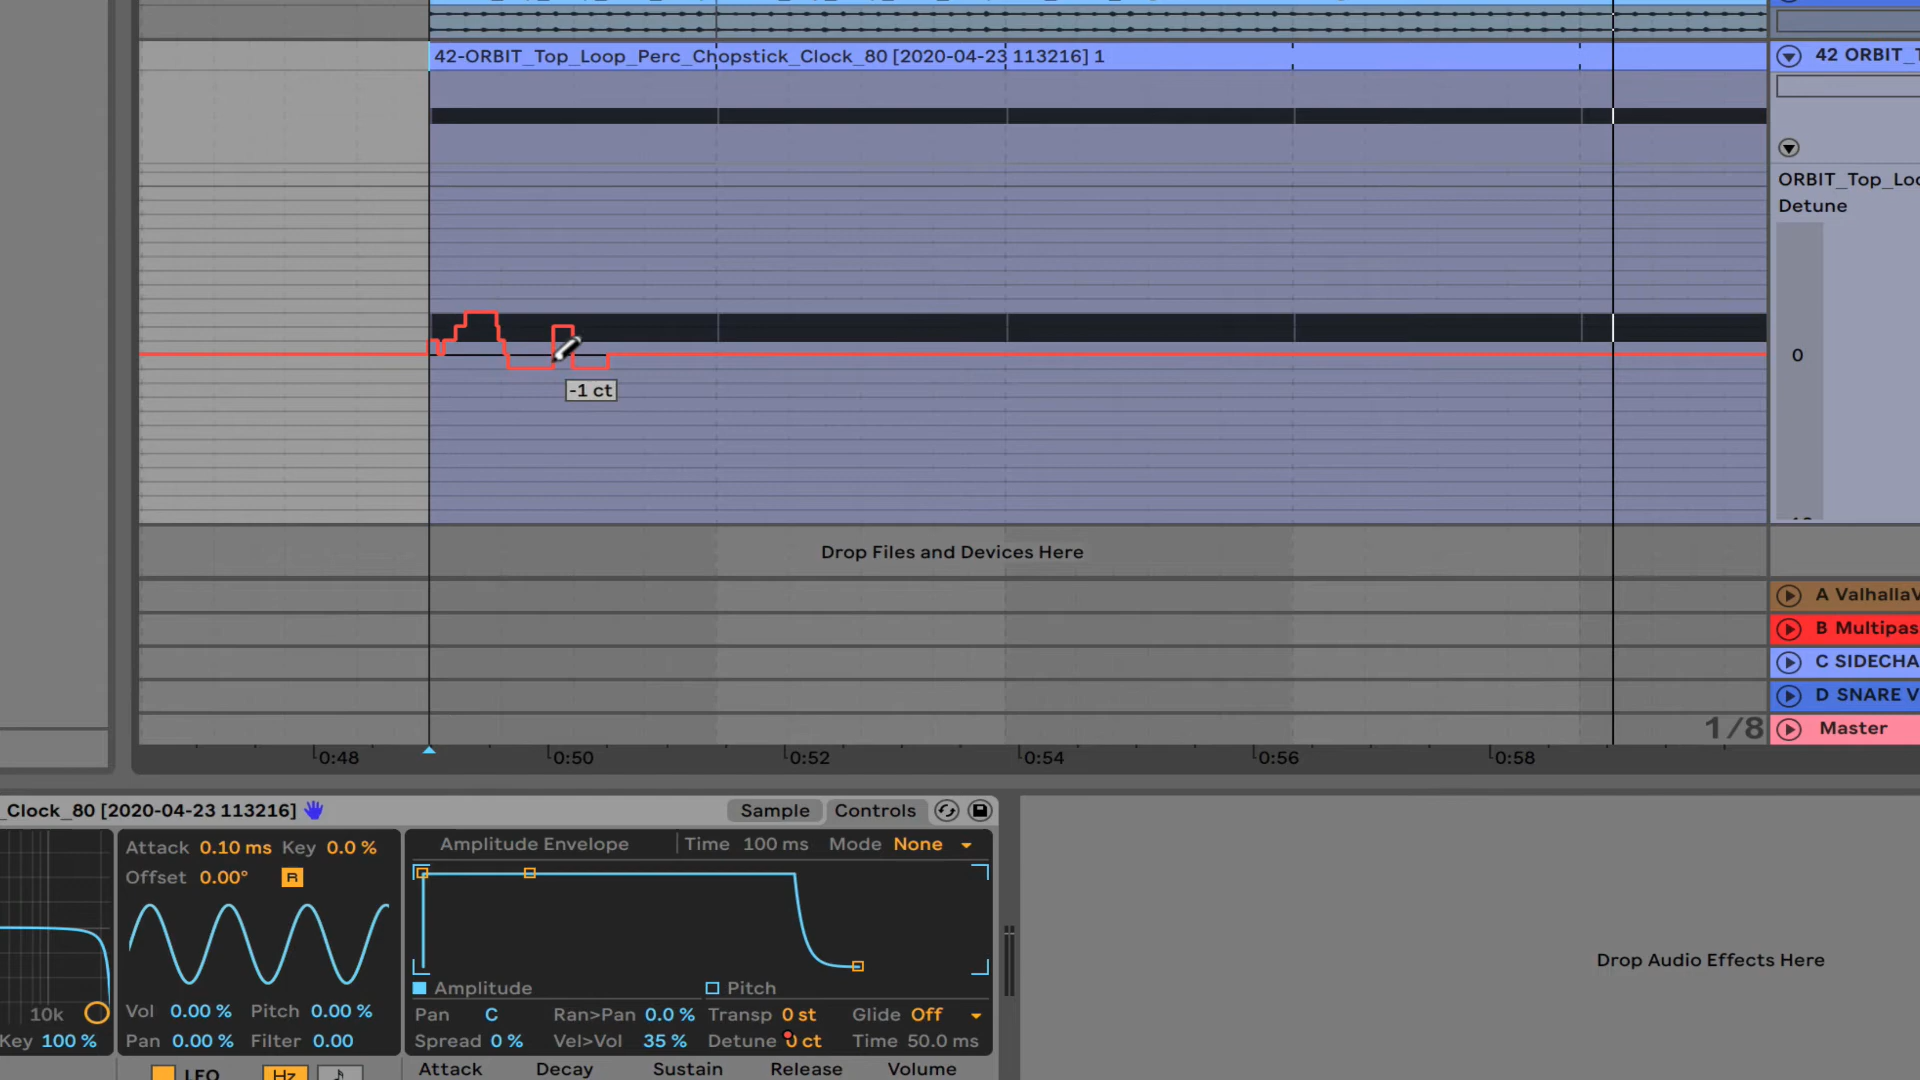 42-ORBIT_Top_Loop_Perc_Chopstick_Clock_80 [2020-04-23 113216] 1
42 ORBIT_T
ORBIT_Top_Loo
Detune
0
-1 ct
Drop Files and Devices Here
A ValhallaV
B Multipas
C SIDECHA
D SNARE V
1/8
Master
0:48
0:50
0:52
0:54
0:56
0:58
_Clock_80 [2020-04-23 113216]
Sample
Controls
Attack 0.10 ms Key 0.0 %
Offset 0.00° R
Amplitude Envelope
Time 100 ms Mode None
Drop Audio Effects Here
Amplitude
Pitch
10k
Vol 0.00 % Pitch 0.00 %
Pan C Ran>Pan 0.0 % Transp 0 st Glide Off
Key 100 %
Pan 0.00 % Filter 0.00
Spread 0 % Vel>Vol 35 % Detune 0 ct Time 50.0 ms
LFO Hz
Attack Decay Sustain Release Volume